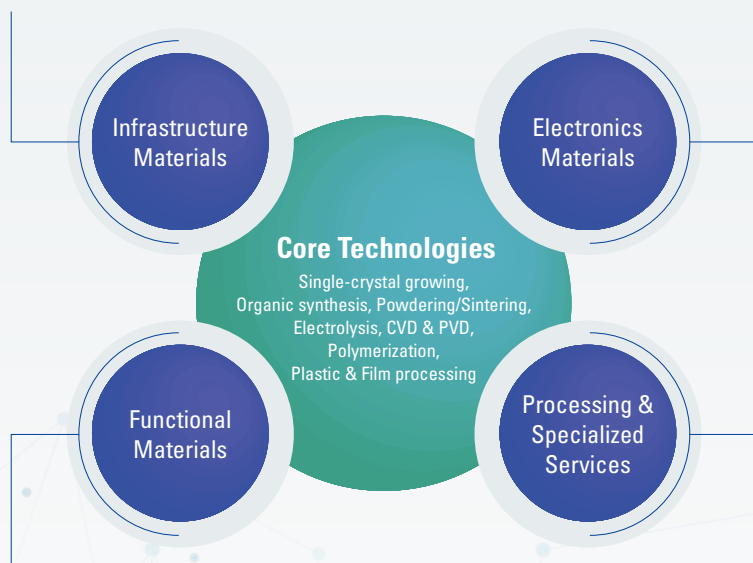 Infrastructure
Materials
Electronics
Materials
Core Technologies
Single-crystal growing,
Organic synthesis, Powdering/Sintering,
Electrolysis, CVD & PVD,
Polymerization,
Plastic & Film processing
Functional
Materials
Processing &
Specialized
Services